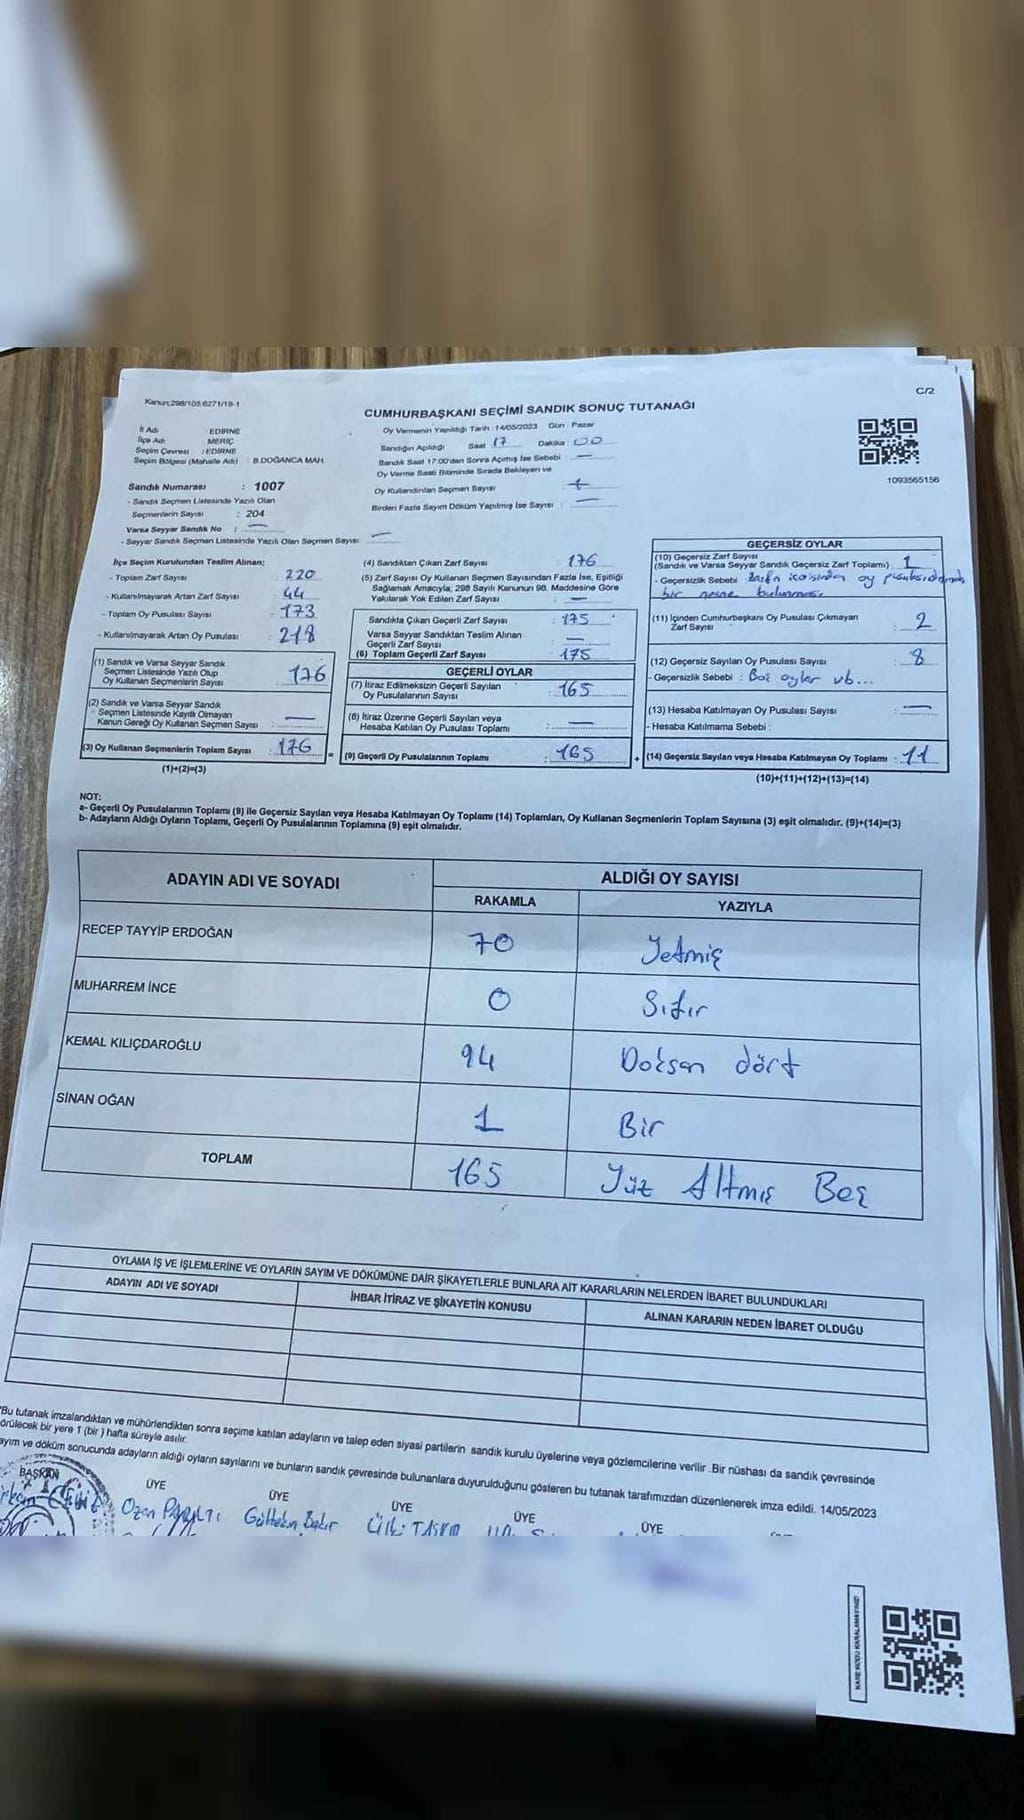 C/2
Kanun:298/105,6271/19-1
CUMHURBAŞKANI SEÇİMİ SANDIK SONUÇ TUTANAĞI
İl Adı : EDİRNE
İlçe Adı : MERİÇ
Seçim Çevresi : EDİRNE
Seçim Bölgesi (Mahalle Adı) : B.DOĞANCA MAH.
Sandık Numarası : 1007
- Sandık Seçmen Listesinde Yazılı Olan
Seçmenlerin Sayısı : 204
Varsa Seyyar Sandık No : —
- Seyyar Sandık Seçmen Listesinde Yazılı Olan Seçmen Sayısı: —
Oy Vermenin Yapıldığı Tarih : 14/05/2023 Gün : Pazar
Sandığın Açıldığı Saat 17 Dakika 00
Sandık Saat 17:00'den Sonra Açılmış İse Sebebi : —
Oy Verme Saati Bitiminde Sırada Bekleyen ve
Oy Kullandırılan Seçmen Sayısı :
Birden Fazla Sayım Döküm Yapılmış İse Sayısı : —
1093565156
İlçe Seçim Kurulundan Teslim Alınan;
- Toplam Zarf Sayısı : 220
- Kullanılmayarak Artan Zarf Sayısı : 44
- Toplam Oy Pusulası Sayısı : 173
- Kullanılmayarak Artan Oy Pusulası : 218
(1) Sandık ve Varsa Seyyar Sandık
Seçmen Listesinde Yazılı Olup
Oy Kullanan Seçmenlerin Sayısı : 176
(2) Sandık ve Varsa Seyyar Sandık
Seçmen Listesinde Kayıtlı Olmayan
Kanun Gereği Oy Kullanan Seçmen Sayısı : —
(3) Oy Kullanan Seçmenlerin Toplam Sayısı : 176 =
(1)+(2)=(3)
(4) Sandıktan Çıkan Zarf Sayısı : 176
(5) Zarf Sayısı Oy Kullanan Seçmen Sayısından Fazla İse, Eşitliği
Sağlamak Amacıyla, 298 Sayılı Kanunun 98. Maddesine Göre
Yakılarak Yok Edilen Zarf Sayısı : —
Sandıkta Çıkan Geçerli Zarf Sayısı : 175
Varsa Seyyar Sandıktan Teslim Alınan
Geçerli Zarf Sayısı : —
(6) Toplam Geçerli Zarf Sayısı : 175
GEÇERLİ OYLAR
(7) İtiraz Edilmeksizin Geçerli Sayılan
Oy Pusulalarının Sayısı : 165
(8) İtiraz Üzerine Geçerli Sayılan veya
Hesaba Katılan Oy Pusulası Toplamı : —
(9) Geçerli Oy Pusulalarının Toplamı : 165 +
GEÇERSİZ OYLAR
(10) Geçersiz Zarf Sayısı
(Sandık ve Varsa Seyyar Sandık Geçersiz Zarf Toplamı) : 1
- Geçersizlik Sebebi : Zarfın içerisinden oy pusulası dışında
bir nesne bulunması.
(11) İçinden Cumhurbaşkanı Oy Pusulası Çıkmayan
Zarf Sayısı : 2
(12) Geçersiz Sayılan Oy Pusulası Sayısı : 8
- Geçersizlik Sebebi : Boş oylar vb...
(13) Hesaba Katılmayan Oy Pusulası Sayısı : —
- Hesaba Katılmama Sebebi :
(14) Geçersiz Sayılan veya Hesaba Katılmayan Oy Toplamı : 11
(10)+(11)+(12)+(13)=(14)
NOT:
a- Geçerli Oy Pusulalarının Toplamı (9) ile Geçersiz Sayılan veya Hesaba Katılmayan Oy Toplamı (14) Toplamları, Oy Kullanan Seçmenlerin Toplam Sayısına (3) eşit olmalıdır. (9)+(14)=(3)
b- Adayların Aldığı Oyların Toplamı, Geçerli Oy Pusulalarının Toplamına (9) eşit olmalıdır.
ADAYIN ADI VE SOYADI
ALDIĞI OY SAYISI
RAKAMLA YAZIYLA
RECEP TAYYİP ERDOĞAN 70 Yetmiş
MUHARREM İNCE 0 Sıfır
KEMAL KILIÇDAROĞLU 94 Doksan dört
SİNAN OĞAN 1 Bir
TOPLAM 165 Yüz Altmış Beş
OYLAMA İŞ VE İŞLEMLERİNE VE OYLARIN SAYIM VE DÖKÜMÜNE DAİR ŞİKAYETLERLE BUNLARA AİT KARARLARIN NELERDEN İBARET BULUNDUKLARI
ADAYIN ADI VE SOYADI İHBAR İTİRAZ VE ŞİKAYETİN KONUSU ALINAN KARARIN NEDEN İBARET OLDUĞU
*Bu tutanak imzalandıktan ve mühürlendikten sonra seçime katılan adayların ve talep eden siyasi partilerin sandık kurulu üyelerine veya gözlemcilerine verilir .Bir nüshası da sandık çevresinde
örülecek bir yere 1 (bir ) hafta süreyle asılır.
ayım ve döküm sonucunda adayların aldığı oyların sayılarını ve bunların sandık çevresinde bulunanlara duyurulduğunu gösteren bu tutanak tarafımızdan düzenlenerek imza edildi. 14/05/2023
BAŞKAN ÜYE ÜYE ÜYE ÜYE ÜYE
Ozan Gültekin Bakır TAŞKIN
KARE KODU KARALAMAYINIZ!